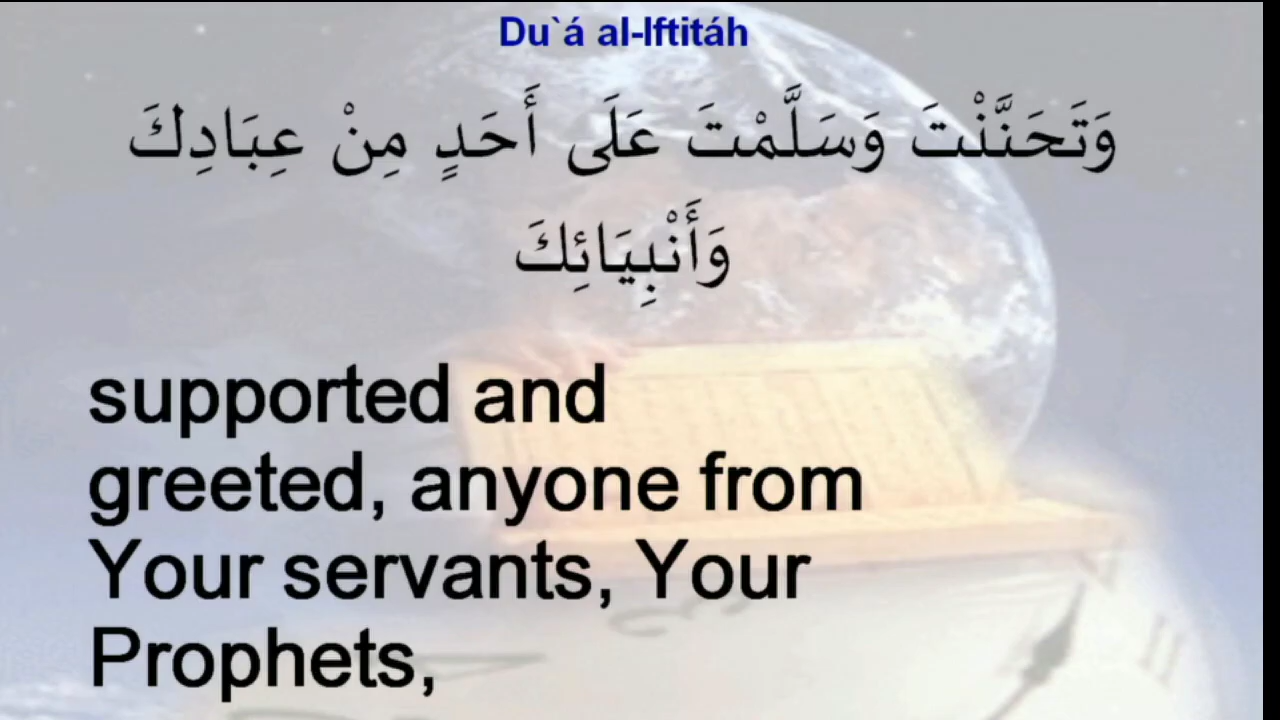 Du`á al-Iftitáh
وَتَحَنَّنْتَ وَسَلَّمْتَ عَلَى أَحَدٍ مِنْ عِبَادِكَ
وَأَنْبِيَائِكَ
supported and
greeted, anyone from
Your servants, Your
Prophets,